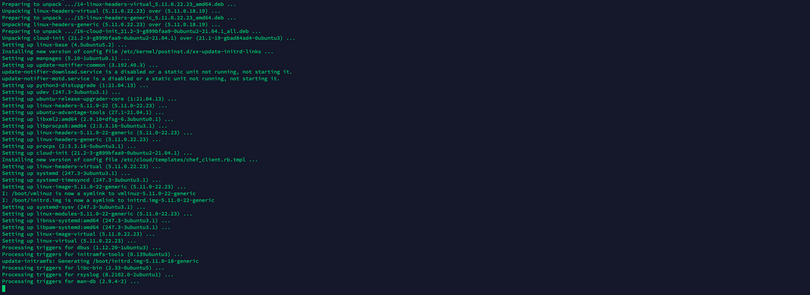 Preparing to unpack .../14-linux-headers-virtual_5.11.0.22.23_amd64.deb ...
Unpacking linux-headers-virtual (5.11.0.22.23) over (5.11.0.18.19) ...
Preparing to unpack .../15-linux-headers-generic_5.11.0.22.23_amd64.deb ...
Unpacking linux-headers-generic (5.11.0.22.23) over (5.11.0.18.19) ...
Preparing to unpack .../16-cloud-init_21.2-3-g899bfaa9-0ubuntu2~21.04.1_all.deb ...
Unpacking cloud-init (21.2-3-g899bfaa9-0ubuntu2~21.04.1) over (21.1-19-gbad84ad4-0ubuntu3) ...
Setting up linux-base (4.5ubuntu5.2) ...
Installing new version of config file /etc/kernel/postinst.d/xx-update-initrd-links ...
Setting up manpages (5.10-1ubuntu0.1) ...
Setting up update-notifier-common (3.192.40.3) ...
update-notifier-download.service is a disabled or a static unit not running, not starting it.
update-notifier-motd.service is a disabled or a static unit not running, not starting it.
Setting up python3-distupgrade (1:21.04.13) ...
Setting up udev (247.3-3ubuntu3.1) ...
Setting up linux-headers-5.11.0-22 (5.11.0-22.23) ...
Setting up ubuntu-release-upgrader-core (1:21.04.13) ...
Setting up ubuntu-advantage-tools (27.1~21.04.1) ...
Setting up libxml2:amd64 (2.9.10+dfsg-6.3ubuntu0.1) ...
Setting up libprocps8:amd64 (2:3.3.16-5ubuntu3.1) ...
Setting up linux-headers-5.11.0-22-generic (5.11.0-22.23) ...
Setting up linux-headers-generic (5.11.0.22.23) ...
Setting up procps (2:3.3.16-5ubuntu3.1) ...
Setting up cloud-init (21.2-3-g899bfaa9-0ubuntu2~21.04.1) ...
Installing new version of config file /etc/cloud/templates/chef_client.rb.tmpl ...
Setting up linux-headers-virtual (5.11.0.22.23) ...
Setting up systemd (247.3-3ubuntu3.1) ...
Setting up systemd-timesyncd (247.3-3ubuntu3.1) ...
Setting up linux-image-5.11.0-22-generic (5.11.0-22.23) ...
I: /boot/vmlinuz is now a symlink to vmlinuz-5.11.0-22-generic
I: /boot/initrd.img is now a symlink to initrd.img-5.11.0-22-generic
Setting up systemd-sysv (247.3-3ubuntu3.1) ...
Setting up linux-modules-5.11.0-22-generic (5.11.0-22.23) ...
Setting up libnss-systemd:amd64 (247.3-3ubuntu3.1) ...
Setting up libpam-systemd:amd64 (247.3-3ubuntu3.1) ...
Setting up linux-image-virtual (5.11.0.22.23) ...
Setting up linux-virtual (5.11.0.22.23) ...
Processing triggers for dbus (1.12.20-1ubuntu3) ...
Processing triggers for initramfs-tools (0.139ubuntu3) ...
update-initramfs: Generating /boot/initrd.img-5.11.0-18-generic
Processing triggers for libc-bin (2.33-0ubuntu5) ...
Processing triggers for rsyslog (8.2102.0-2ubuntu1) ...
Processing triggers for man-db (2.9.4-2) ...